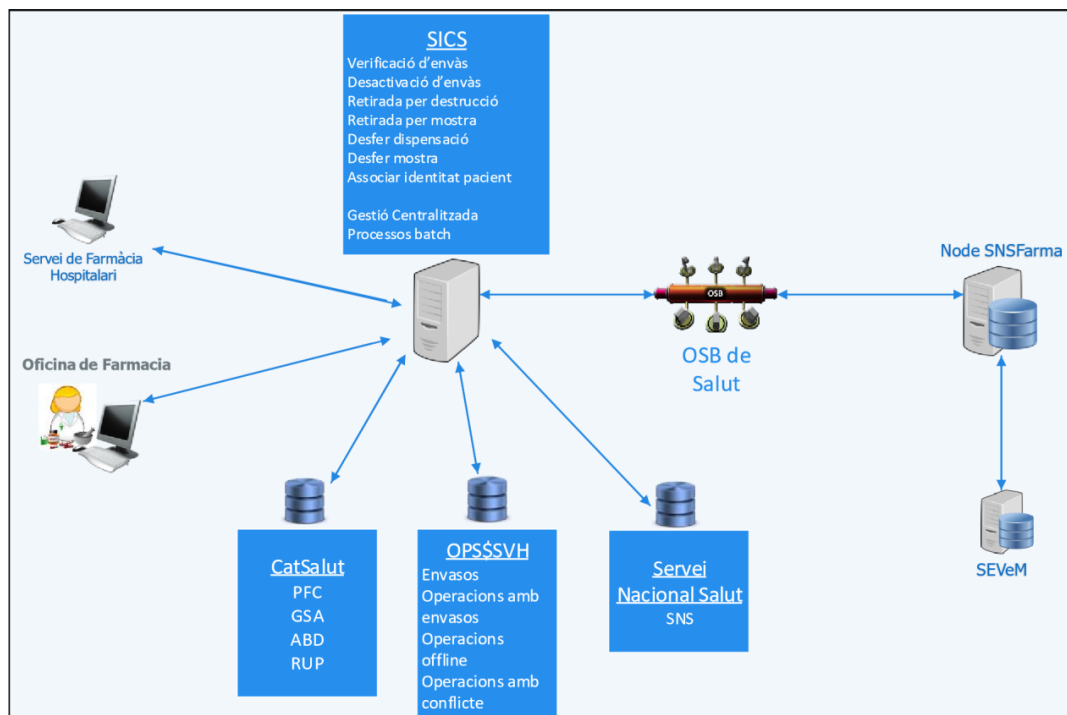 SICS
Verificació d'envàs
Desactivació d'envàs
Retirada per destrucció
Retirada per mostra
Desfer dispensació
Desfer mostra
Associar identitat pacient
Gestió Centralitzada
Processos batch
Servei de Farmàcia
Hospitalari
Oficina de Farmacia
OSB
OSB de
Salut
Node SNSFarma
SEVeM
CatSalut
PFC
GSA
ABD
RUP
OPS$SVH
Envasos
Operacions amb
envasos
Operacions
offline
Operacions amb
conflicte
Servei
Nacional Salut
SNS